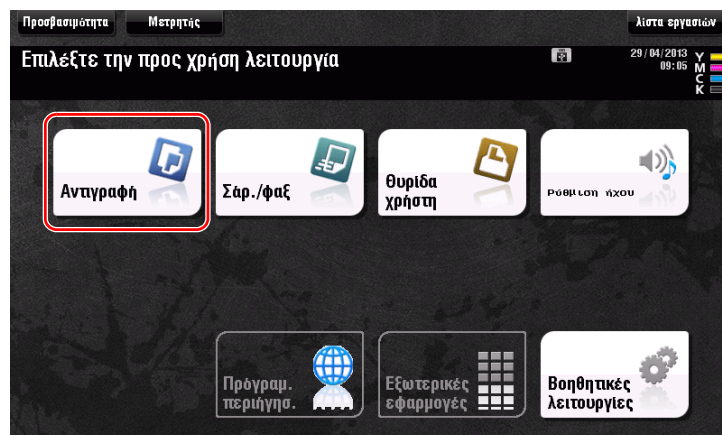 Προσβασιμότητα Μετρητής λίστα εργασιών
Επιλέξτε την προς χρήση λειτουργία
29/04/2013
09:05
Y
M
C
K
Αντιγραφή
Σάρ./φαξ
Θυρίδα
χρήστη
Ρύθμιση ήχου
Πρόγραμ.
περιήγησ.
Εξωτερικές
εφαρμογές
Βοηθητικές
λειτουργίες